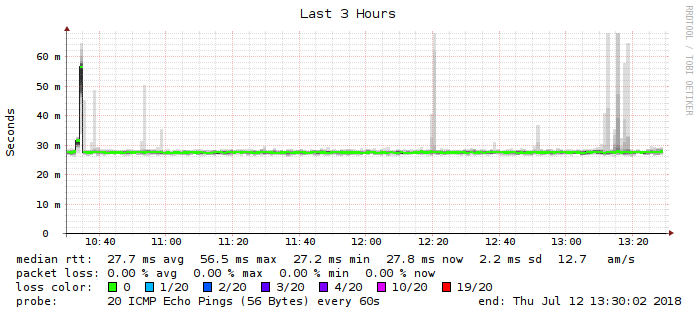 Last 3 Hours
RRDTOOL / TOBI OETIKER
Seconds
60 m
50 m
40 m
30 m
20 m
10 m
0
10:40 11:00 11:20 11:40 12:00 12:20 12:40 13:00 13:20
median rtt: 27.7 ms avg 56.5 ms max 27.2 ms min 27.8 ms now 2.2 ms sd 12.7 am/s
packet loss: 0.00 % avg 0.00 % max 0.00 % min 0.00 % now
loss color: 0 1/20 2/20 3/20 4/20 10/20 19/20
probe: 20 ICMP Echo Pings (56 Bytes) every 60s end: Thu Jul 12 13:30:02 2018